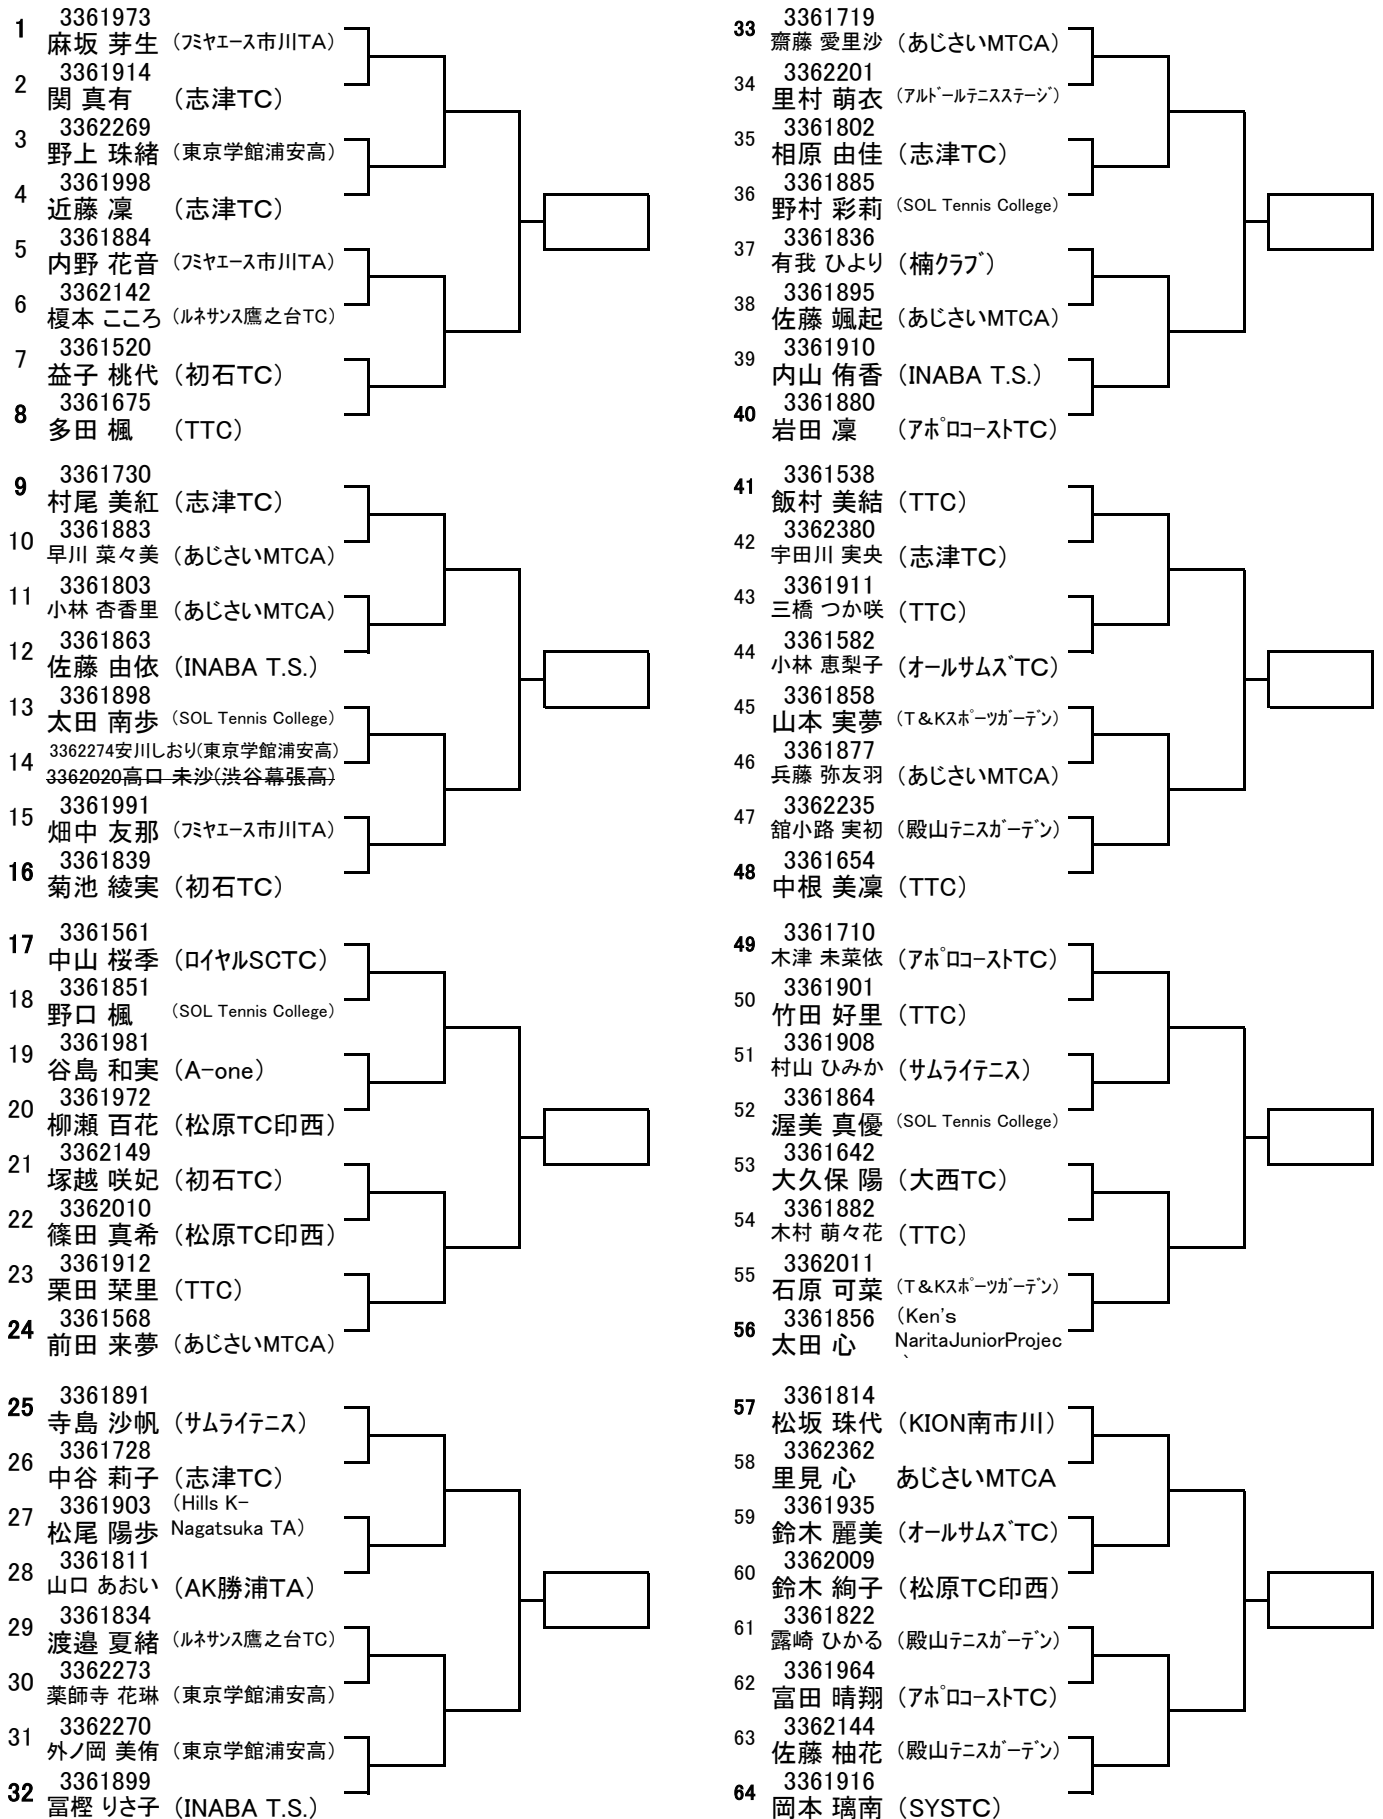 1 3361973
麻坂 芽生 (フミヤエース市川TA)
2 3361914
関 真有 (志津TC)
3 3362269
野上 珠緒 (東京学館浦安高)
4 3361998
近藤 凜 (志津TC)
5 3361884
内野 花音 (フミヤエース市川TA)
6 3362142
榎本 こころ (ルネサンス鷹之台TC)
7 3361520
益子 桃代 (初石TC)
8 3361675
多田 楓 (TTC)
9 3361730
村尾 美紅 (志津TC)
10 3361883
早川 菜々美 (あじさいMTCA)
11 3361803
小林 杏香里 (あじさいMTCA)
12 3361863
佐藤 由依 (INABA T.S.)
13 3361898
太田 南歩 (SOL Tennis College)
14 3362274安川しおり(東京学館浦安高)
3362020高口 未沙(渋谷幕張高)
15 3361991
畑中 友那 (フミヤエース市川TA)
16 3361839
菊池 綾実 (初石TC)
17 3361561
中山 桜季 (ロイヤルSCTC)
18 3361851
野口 楓 (SOL Tennis College)
19 3361981
谷島 和実 (A-one)
20 3361972
柳瀬 百花 (松原TC印西)
21 3362149
塚越 咲妃 (初石TC)
22 3362010
篠田 真希 (松原TC印西)
23 3361912
栗田 栞里 (TTC)
24 3361568
前田 来夢 (あじさいMTCA)
25 3361891
寺島 沙帆 (サムライテニス)
26 3361728
中谷 莉子 (志津TC)
27 3361903 (Hills K-
松尾 陽歩 Nagatsuka TA)
28 3361811
山口 あおい (AK勝浦TA)
29 3361834
渡邉 夏緒 (ルネサンス鷹之台TC)
30 3362273
薬師寺 花琳 (東京学館浦安高)
31 3362270
外ノ岡 美侑 (東京学館浦安高)
32 3361899
冨樫 りさ子 (INABA T.S.)
33 3361719
齋藤 愛里沙 (あじさいMTCA)
34 3362201
里村 萌衣 (アルドールテニスステージ)
35 3361802
相原 由佳 (志津TC)
36 3361885
野村 彩莉 (SOL Tennis College)
37 3361836
有我 ひより (楠クラブ)
38 3361895
佐藤 颯起 (あじさいMTCA)
39 3361910
内山 侑香 (INABA T.S.)
40 3361880
岩田 凜 (アポロコーストTC)
41 3361538
飯村 美結 (TTC)
42 3362380
宇田川 実央 (志津TC)
43 3361911
三橋 つか咲 (TTC)
44 3361582
小林 恵梨子 (オールサムズTC)
45 3361858
山本 実夢 (T&Kスポーツガーデン)
46 3361877
兵藤 弥友羽 (あじさいMTCA)
47 3362235
舘小路 実初 (殿山テニスガーデン)
48 3361654
中根 美凜 (TTC)
49 3361710
木津 未菜依 (アポロコーストTC)
50 3361901
竹田 好里 (TTC)
51 3361908
村山 ひみか (サムライテニス)
52 3361864
渥美 真優 (SOL Tennis College)
53 3361642
大久保 陽 (大西TC)
54 3361882
木村 萌々花 (TTC)
55 3362011
石原 可菜 (T&Kスポーツガーデン)
56 3361856 (Ken's
太田 心 NaritaJuniorProjec
57 3361814
松坂 珠代 (KION南市川)
58 3362362
里見 心 あじさいMTCA
59 3361935
鈴木 麗美 (オールサムズTC)
60 3362009
鈴木 絢子 (松原TC印西)
61 3361822
露崎 ひかる (殿山テニスガーデン)
62 3361964
富田 晴翔 (アポロコーストTC)
63 3362144
佐藤 柚花 (殿山テニスガーデン)
64 3361916
岡本 璃南 (SYSTC)